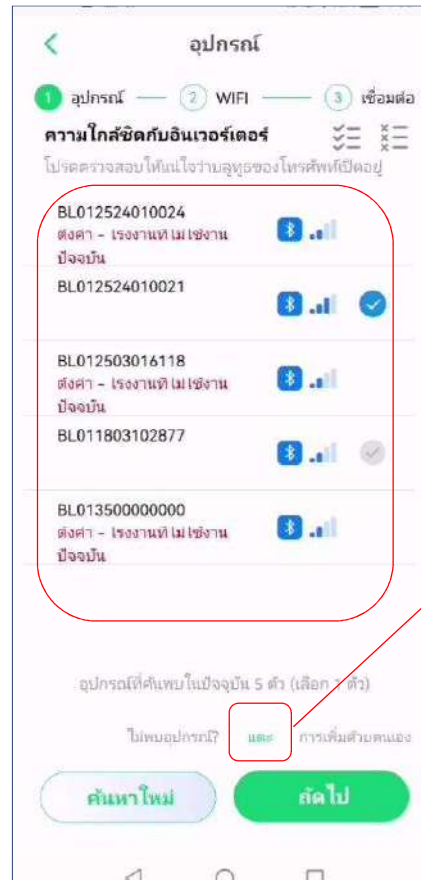 อุปกรณ์
1 อุปกรณ์ 2 WIFI 3 เชื่อมต่อ
ความใกล้ชิดกับอินเวอร์เตอร์
โปรดตรวจสอบให้แน่ใจว่าบลูทูธของโทรศัพท์เปิดอยู่
BL012524010024
ตั้งค่า - โรงงานที่ไม่ใช้งาน
ปัจจุบัน
BL012524010021
BL012503016118
ตั้งค่า - โรงงานที่ไม่ใช้งาน
ปัจจุบัน
BL011803102877
BL013500000000
ตั้งค่า - โรงงานที่ไม่ใช้งาน
ปัจจุบัน
อุปกรณ์ที่ค้นพบในปัจจุบัน 5 ตัว (เลือก 1 ตัว)
ไม่พบอุปกรณ์? แตะ การเพิ่มด้วยตนเอง
ค้นหาใหม่ ถัดไป